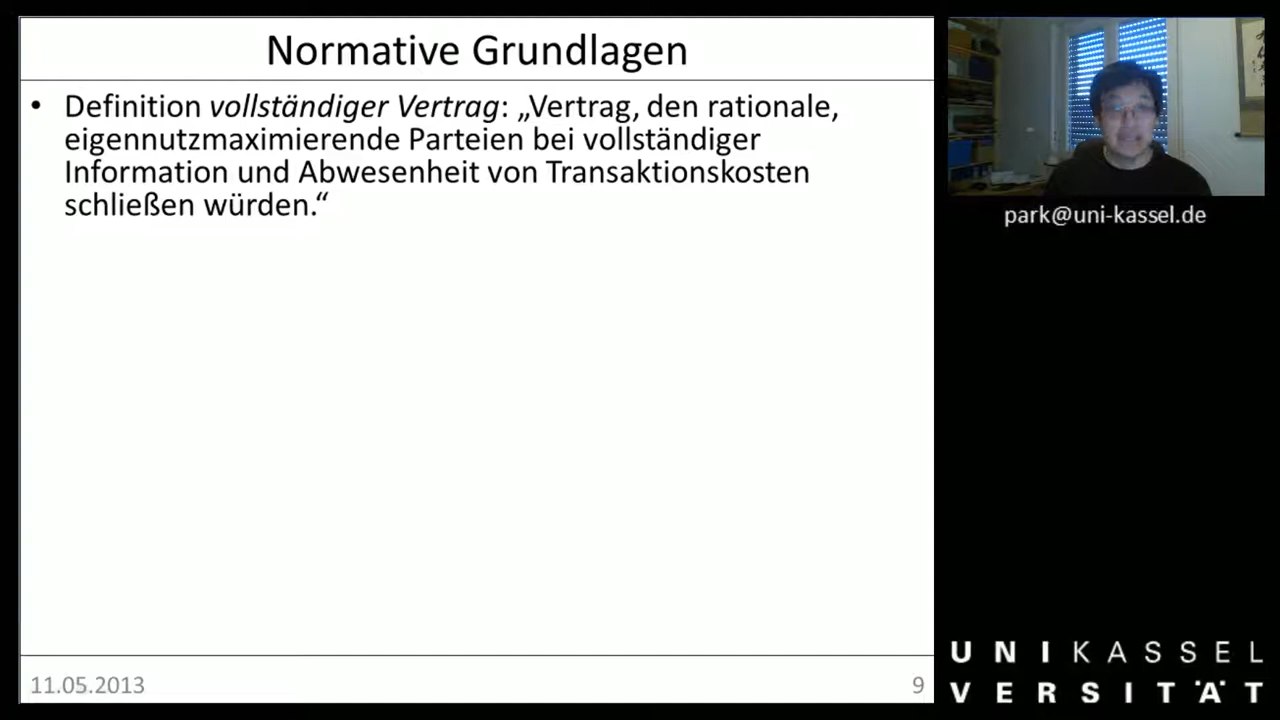 Normative Grundlagen
• Definition vollständiger Vertrag: „Vertrag, den rationale,
eigennutzmaximierende Parteien bei vollständiger
Information und Abwesenheit von Transaktionskosten
schließen würden.“
11.05.2013
9
park@uni-kassel.de
UNIKASSEL
VERSITÄT